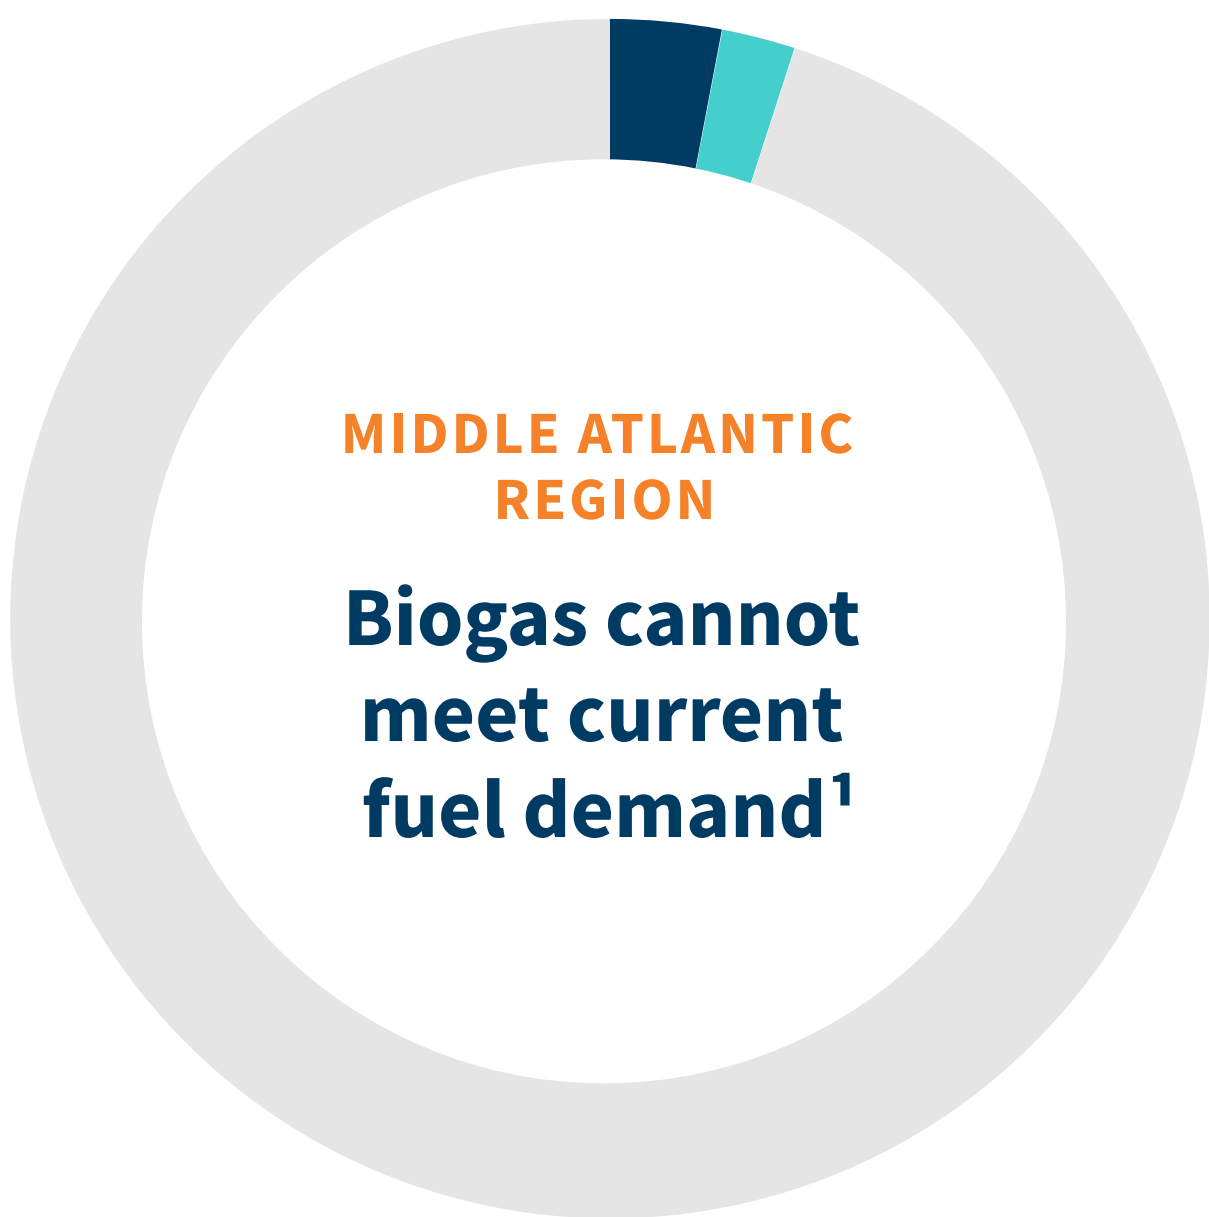 MIDDLE ATLANTIC
REGION
Biogas cannot
meet current
fuel demand¹